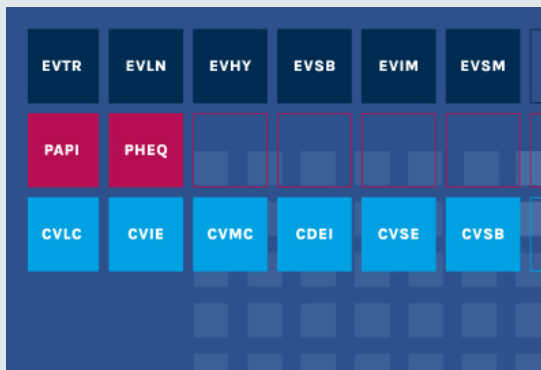 EVTR EVLN EVHY EVSB EVIM EVSM
PAPI PHEQ
CVLC CVIE CVMC CDEI CVSE CVSB